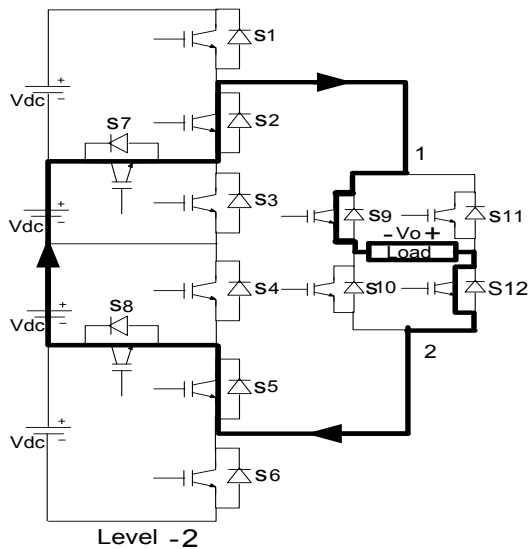 S1
+
Vdc
-
S7
S2
1
+
Vdc
-
S3
S9
S11
-Vo+
Load
S4
S10
S12
+
Vdc
-
S8
2
S5
+
Vdc
-
S6
Level -2